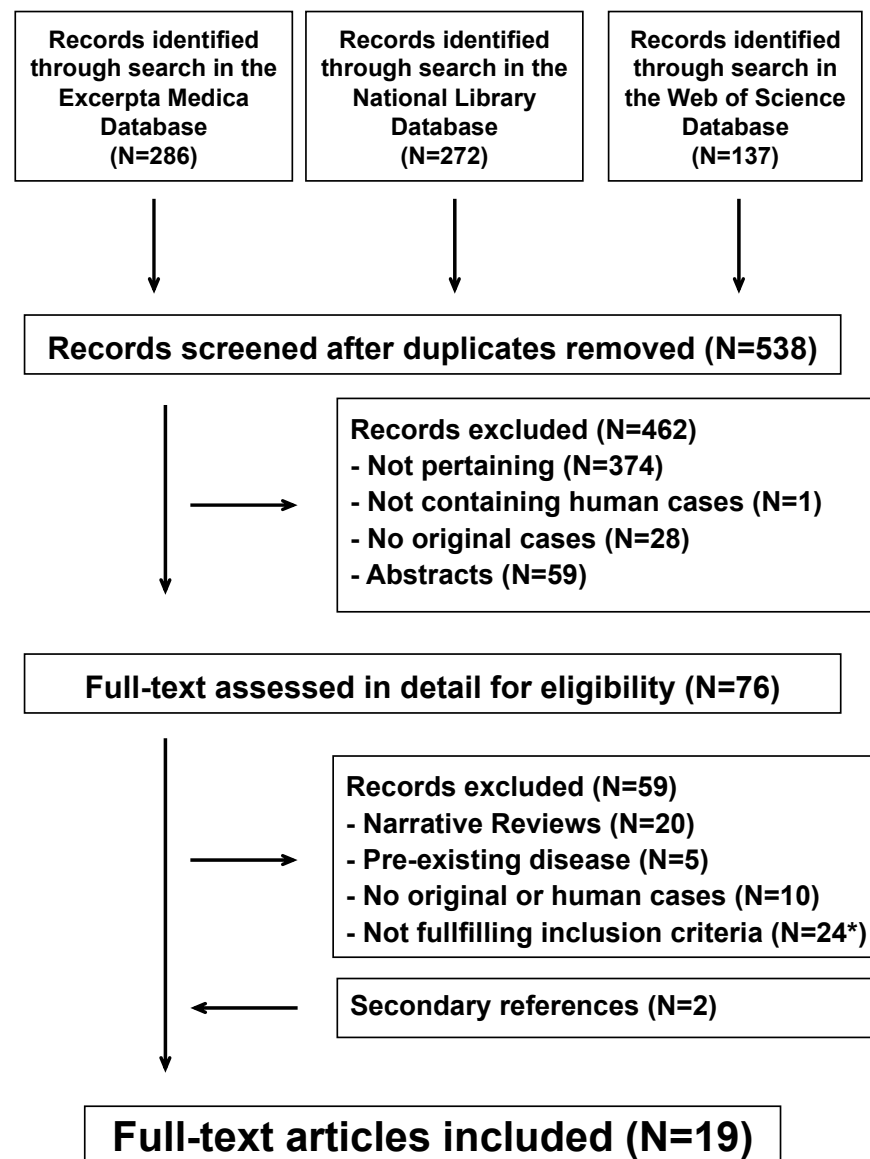 Records identified
through search in the
Excerpta Medica
Database
(N=286)
Records identified
through search in the
National Library
Database
(N=272)
Records identified
through search in
the Web of Science
Database
(N=137)
Records screened after duplicates removed (N=538)
Records excluded (N=462)
- Not pertaining (N=374)
- Not containing human cases (N=1)
- No original cases (N=28)
- Abstracts (N=59)
Full-text assessed in detail for eligibility (N=76)
Records excluded (N=59)
- Narrative Reviews (N=20)
- Pre-existing disease (N=5)
- No original or human cases (N=10)
- Not fullfilling inclusion criteria (N=24*)
Secondary references (N=2)
Full-text articles included (N=19)